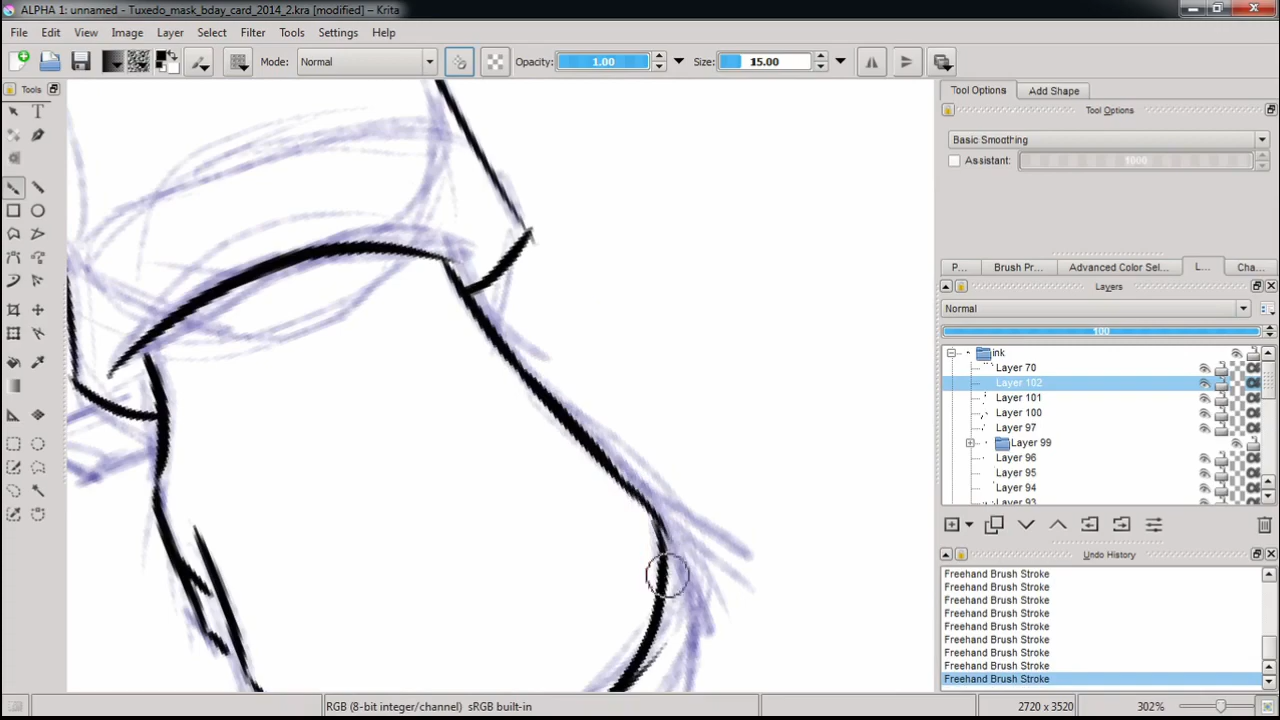 ALPHA 1: unnamed - Tuxedo_mask_bday_card_2014_2.kra [modified] – Krita
File Edit View Image Layer Select Filter Tools Settings Help
Mode: Normal Opacity: 1.00 Size: 15.00
Tools
Tool Options Add Shape
Tool Options
Basic Smoothing
Assistant: 1000
P... Brush Pr... Advanced Color Sel... L... Cha...
Layers
Normal
100
ink
Layer 70
Layer 102
Layer 101
Layer 100
Layer 97
Layer 99
Layer 96
Layer 95
Layer 94
Layer 93
Undo History
Freehand Brush Stroke
Freehand Brush Stroke
Freehand Brush Stroke
Freehand Brush Stroke
Freehand Brush Stroke
Freehand Brush Stroke
Freehand Brush Stroke
Freehand Brush Stroke
Freehand Brush Stroke
RGB (8-bit integer/channel) sRGB built-in 2720 x 3520 302%